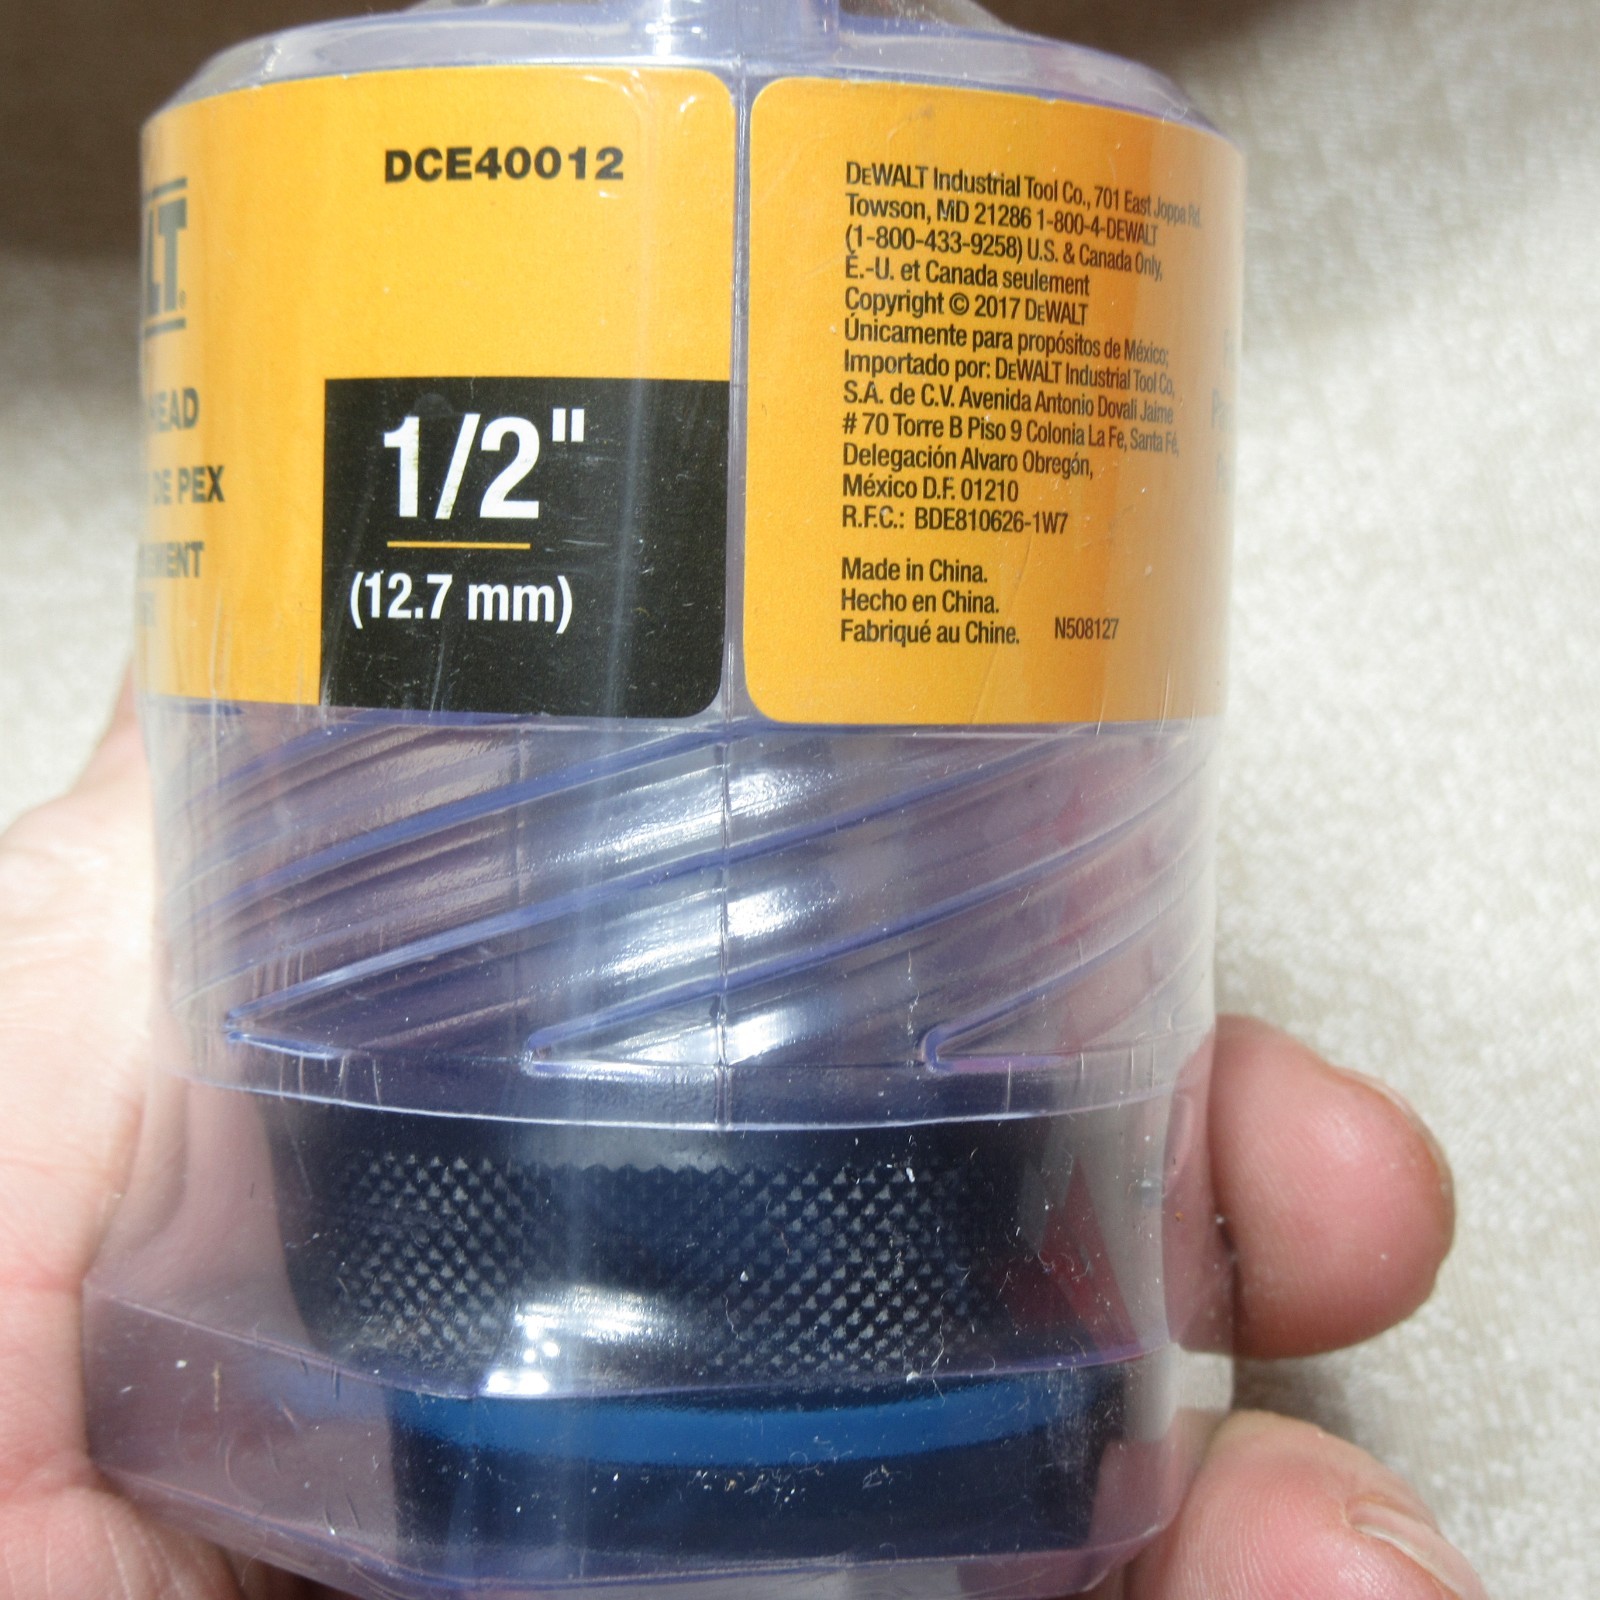 DCE40012
LT
HEAD
DE PEX
1/2"
(12.7 mm)
DEWALT Industrial Tool Co., 701 East Joppa Rd.
Towson, MD 21286 1-800-4-DEWALT
(1-800-433-9258) U.S. & Canada Only,
É.-U. et Canada seulement
Copyright © 2017 DEWALT
Únicamente para propósitos de México;
Importado por: DEWALT Industrial Tool Co,
S.A. de C.V. Avenida Antonio Dovali Jaime
# 70 Torre B Piso 9 Colonia La Fe, Santa Fé,
Delegación Alvaro Obregón,
México D.F. 01210
R.F.C.: BDE810626-1W7
Made in China.
Hecho en China.
Fabriqué au Chine. N508127